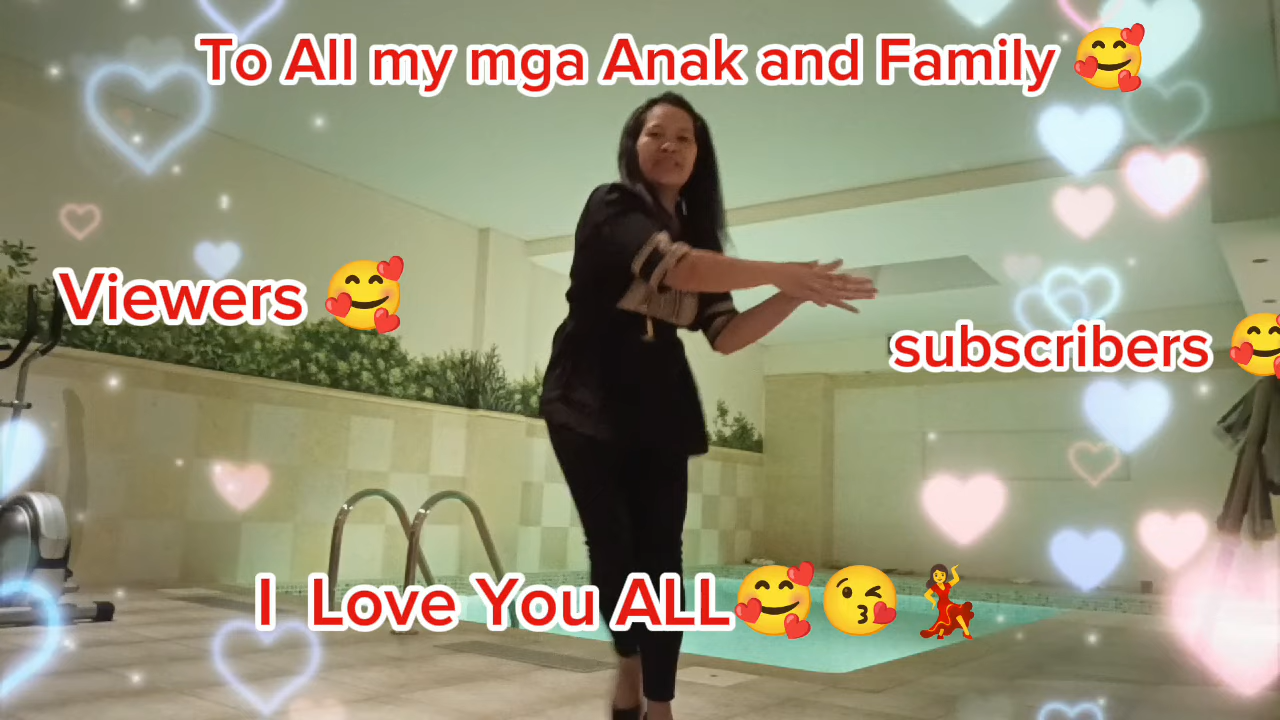 To All my mga Anak and Family 🥰
Viewers 🥰
subscribers 🥰
I Love You ALL🥰😘💃